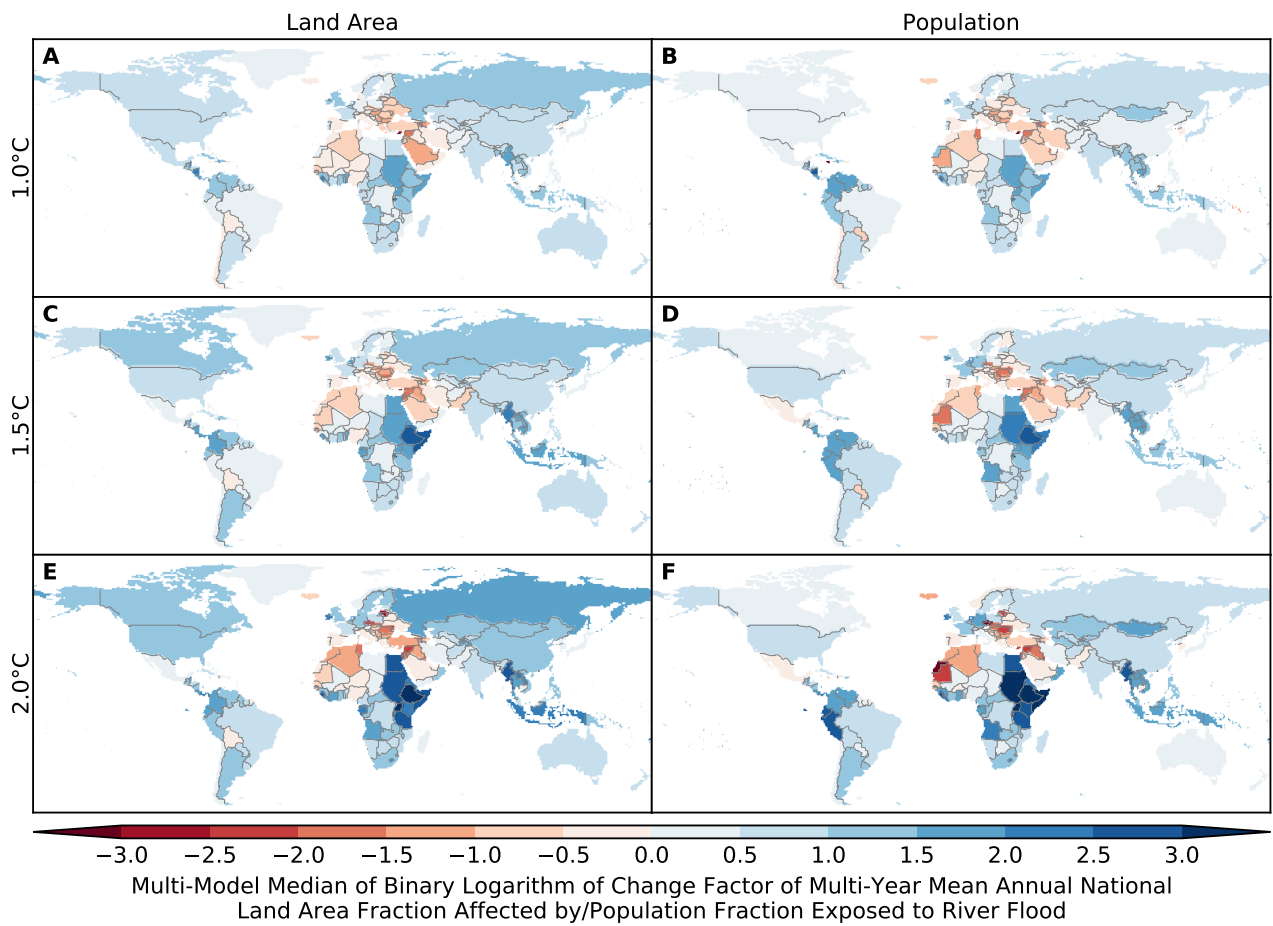 Land Area
Population
A
B
1.0°C
C
D
1.5°C
E
F
2.0°C
−3.0 −2.5 −2.0 −1.5 −1.0 −0.5 0.0 0.5 1.0 1.5 2.0 2.5 3.0
Multi-Model Median of Binary Logarithm of Change Factor of Multi-Year Mean Annual National
Land Area Fraction Affected by/Population Fraction Exposed to River Flood